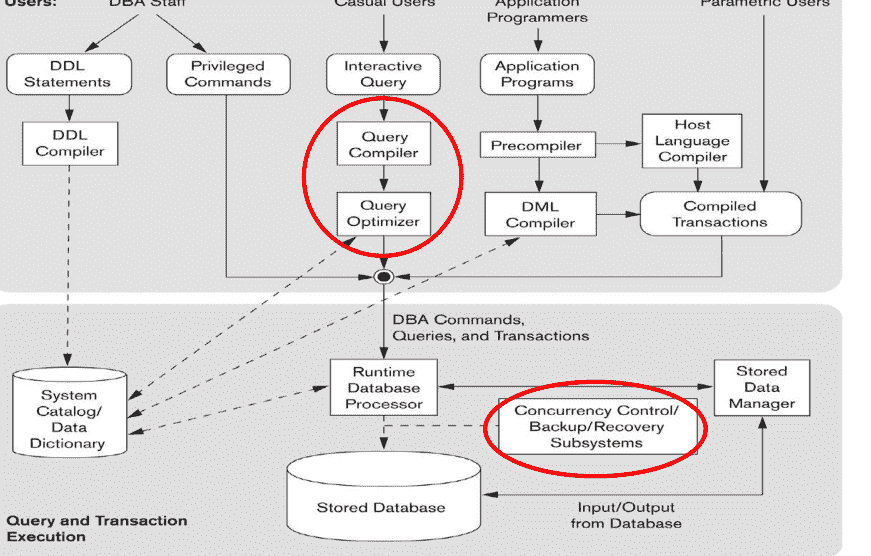 Users:
DBA Staff
Casual Users
Application
Programmers
Parametric Users
DDL
Statements
Privileged
Commands
Interactive
Query
Application
Programs
DDL
Compiler
Query
Compiler
Precompiler
Host
Language
Compiler
Query
Optimizer
DML
Compiler
Compiled
Transactions
DBA Commands,
Queries, and Transactions
System
Catalog/
Data
Dictionary
Runtime
Database
Processor
Stored
Data
Manager
Concurrency Control/
Backup/Recovery
Subsystems
Stored Database
Input/Output
from Database
Query and Transaction
Execution